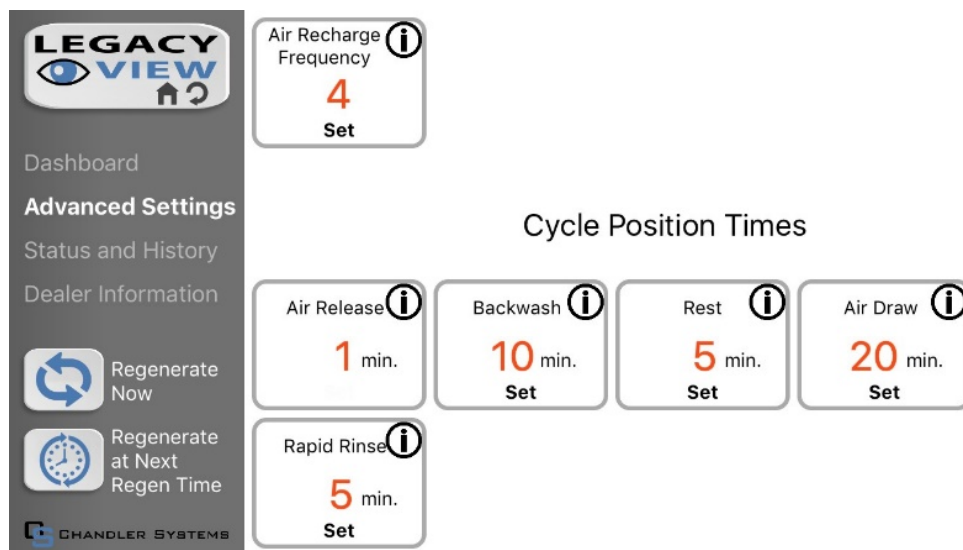 LEGACY
VIEW
Dashboard
Advanced Settings
Status and History
Dealer Information
Regenerate
Now
Regenerate
at Next
Regen Time
CS CHANDLER SYSTEMS
Air Recharge
Frequency
4
Set
Cycle Position Times
Air Release
1 min.
Backwash
10 min.
Set
Rest
5 min.
Set
Air Draw
20 min.
Set
Rapid Rinse
5 min.
Set